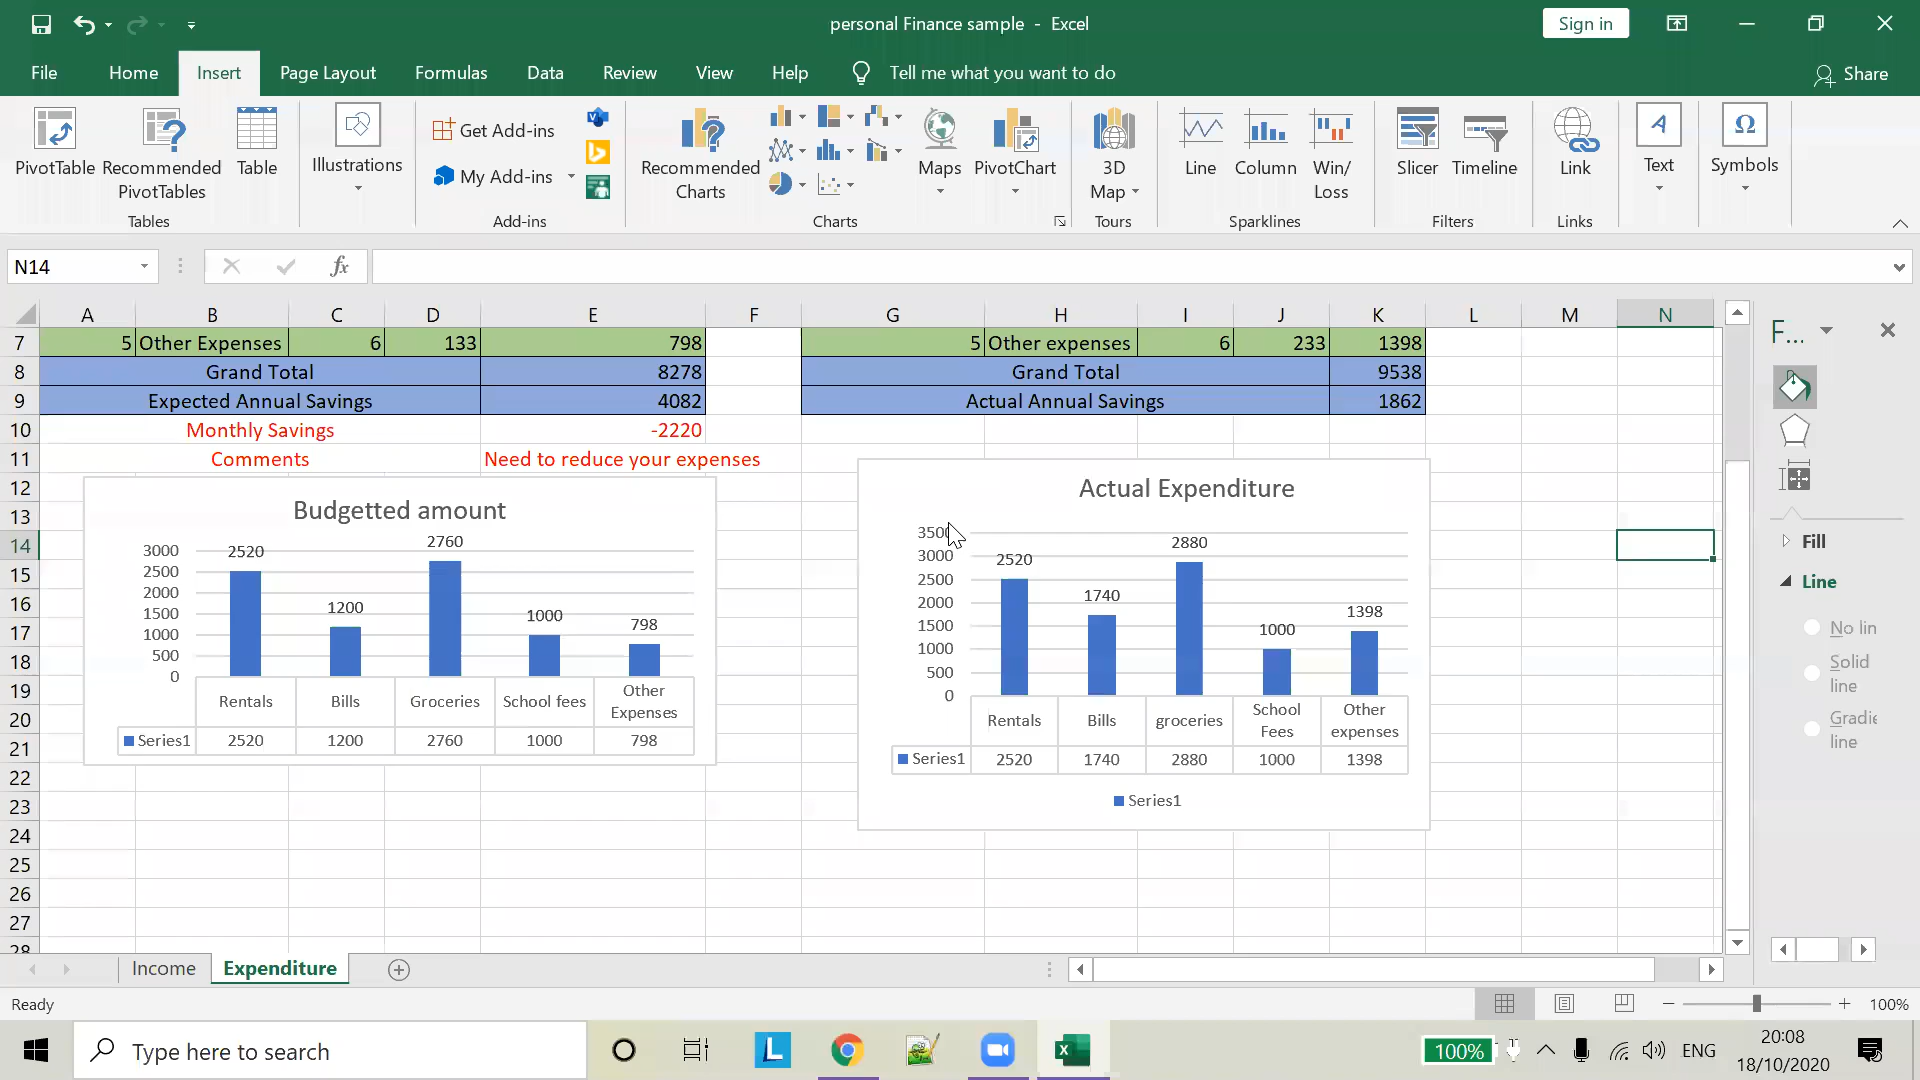 personal Finance sample - Excel
Sign in
File Home Insert Page Layout Formulas Data Review View Help Tell me what you want to do Share
PivotTable
Recommended
PivotTables
Table
Tables
Illustrations
Get Add-ins
My Add-ins
Add-ins
Recommended
Charts
Maps
PivotChart
Charts
3D
Map
Tours
Line
Column
Win/
Loss
Sparklines
Slicer
Timeline
Filters
Link
Links
Text
Symbols
N14
fx
A B C D E F G H I J K L M N
7 5 Other Expenses 6 133 798 5 Other expenses 6 233 1398
8 Grand Total 8278 Grand Total 9538
9 Expected Annual Savings 4082 Actual Annual Savings 1862
10 Monthly Savings -2220
11 Comments Need to reduce your expenses
12
13
14
15
16
17
18
19
20
21
22
23
24
25
26
27
28
Budgetted amount
3000
2500
2000
1500
1000
500
0
2520 1200 2760 1000 798
Rentals Bills Groceries School fees Other
Expenses
Series1 2520 1200 2760 1000 798
Actual Expenditure
3500
3000
2500
2000
1500
1000
500
0
2520 1740 2880 1000 1398
Rentals Bills groceries School
Fees Other
expenses
Series1 2520 1740 2880 1000 1398
Series1
F...
Fill
Line
No lin
Solid
line
Gradie
line
Income Expenditure
Ready
100%
Type here to search
L
100%
ENG
20:08
18/10/2020